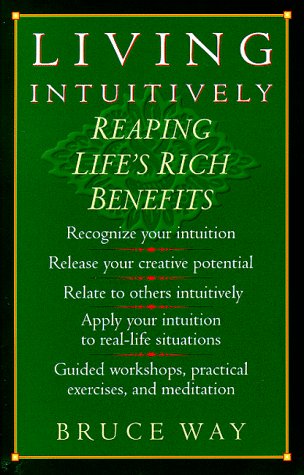 LIVING
INTUITIVELY
REAPING
LIFE'S RICH
BENEFITS
Recognize your intuition
Release your creative potential
Relate to others intuitively
Apply your intuition
to real-life situations
Guided workshops, practical
exercises, and meditation
BRUCE WAY